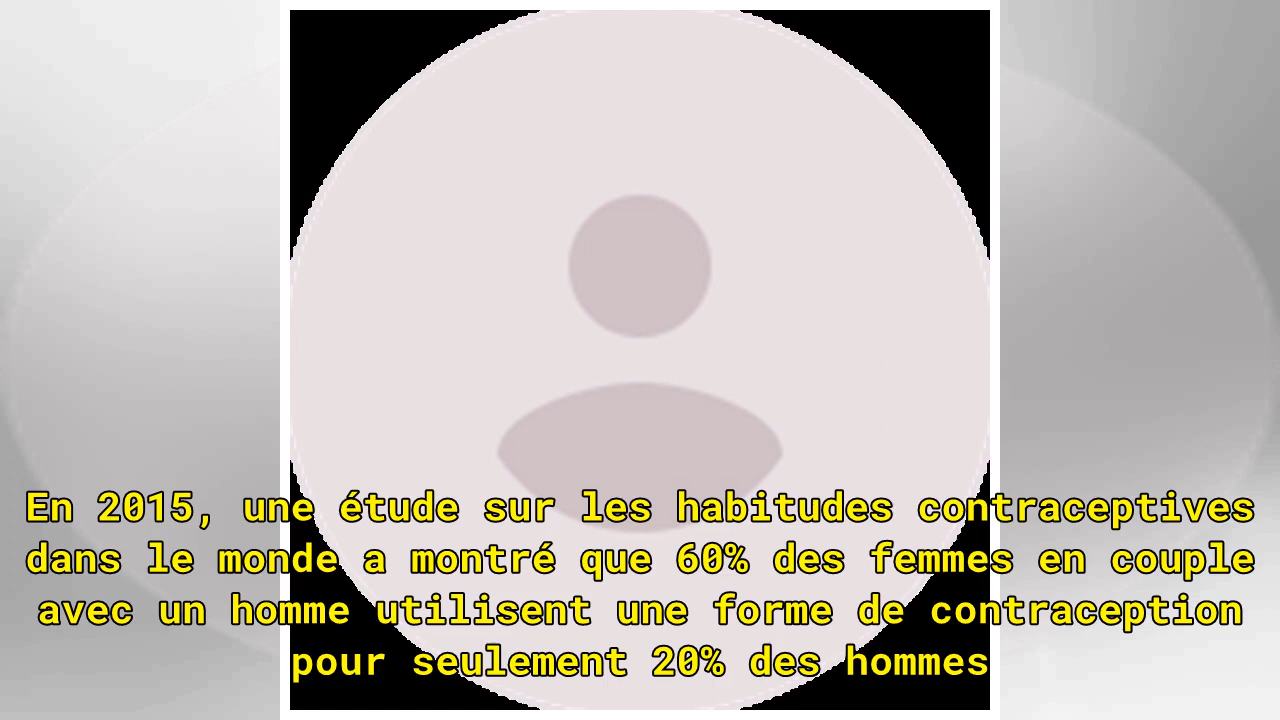 En 2015, une étude sur les habitudes contraceptives
dans le monde a montré que 60% des femmes en couple
avec un homme utilisent une forme de contraception
pour seulement 20% des hommes